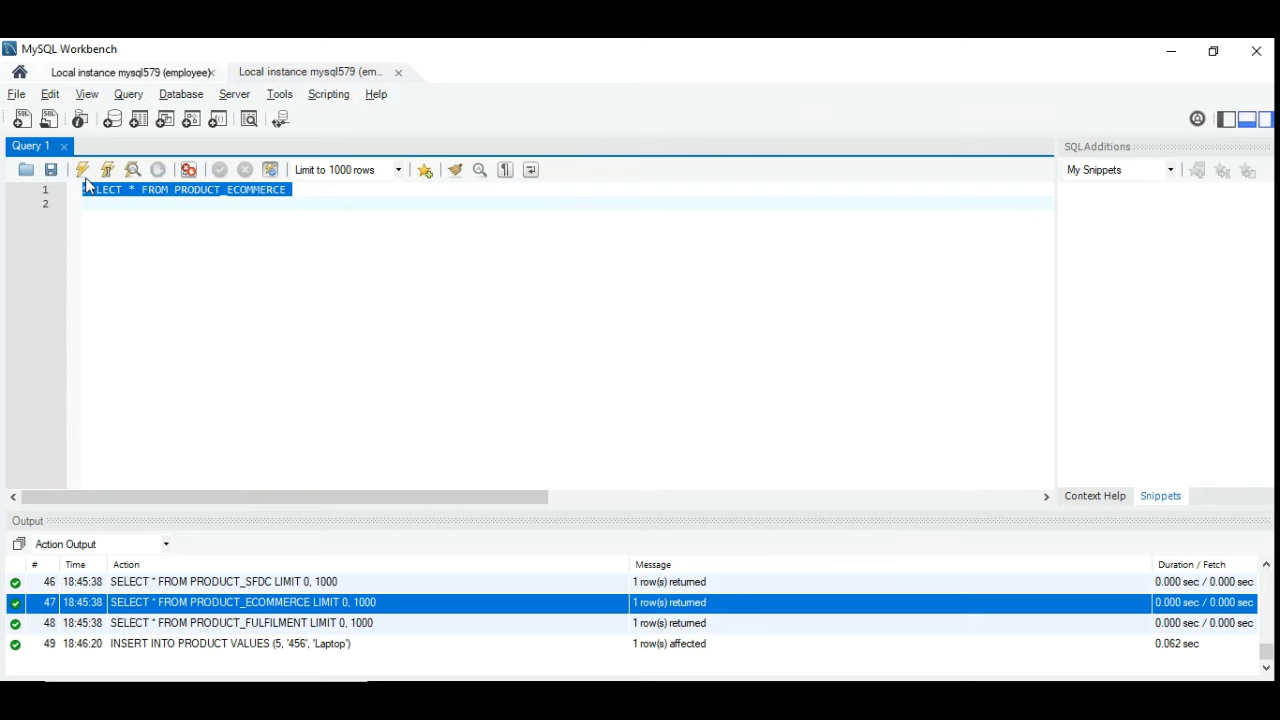 MySQL Workbench
Local instance mysql579 (employee)
Local instance mysql579 (em...
File Edit View Query Database Server Tools Scripting Help
Query 1
SQL Additions
Limit to 1000 rows
My Snippets
1 SELECT * FROM PRODUCT_ECOMMERCE
2
Context Help Snippets
Output
Action Output
# Time Action Message Duration / Fetch
46 18:45:38 SELECT * FROM PRODUCT_SFDC LIMIT 0, 1000 1 row(s) returned 0.000 sec / 0.000 sec
47 18:45:38 SELECT * FROM PRODUCT_ECOMMERCE LIMIT 0, 1000 1 row(s) returned 0.000 sec / 0.000 sec
48 18:45:38 SELECT * FROM PRODUCT_FULFILMENT LIMIT 0, 1000 1 row(s) returned 0.000 sec / 0.000 sec
49 18:46:20 INSERT INTO PRODUCT VALUES (5, '456', 'Laptop') 1 row(s) affected 0.062 sec